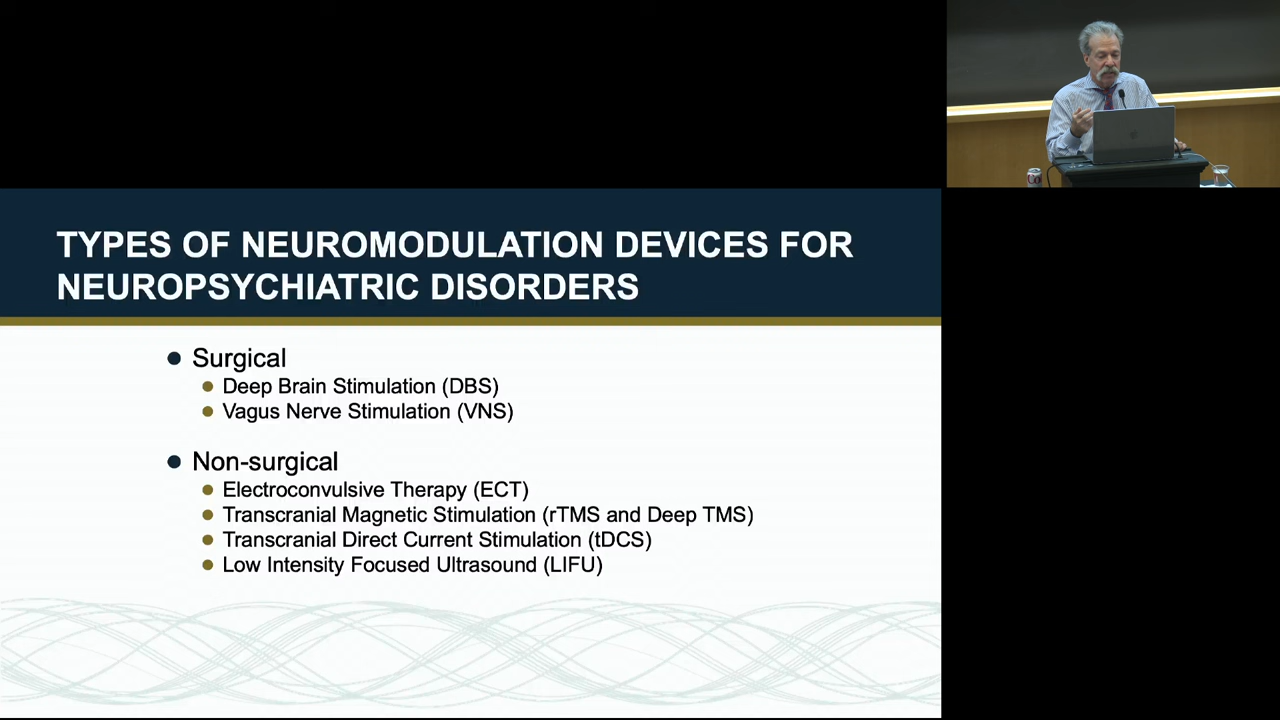 TYPES OF NEUROMODULATION DEVICES FOR
NEUROPSYCHIATRIC DISORDERS
Surgical
Deep Brain Stimulation (DBS)
Vagus Nerve Stimulation (VNS)
Non-surgical
Electroconvulsive Therapy (ECT)
Transcranial Magnetic Stimulation (rTMS and Deep TMS)
Transcranial Direct Current Stimulation (tDCS)
Low Intensity Focused Ultrasound (LIFU)